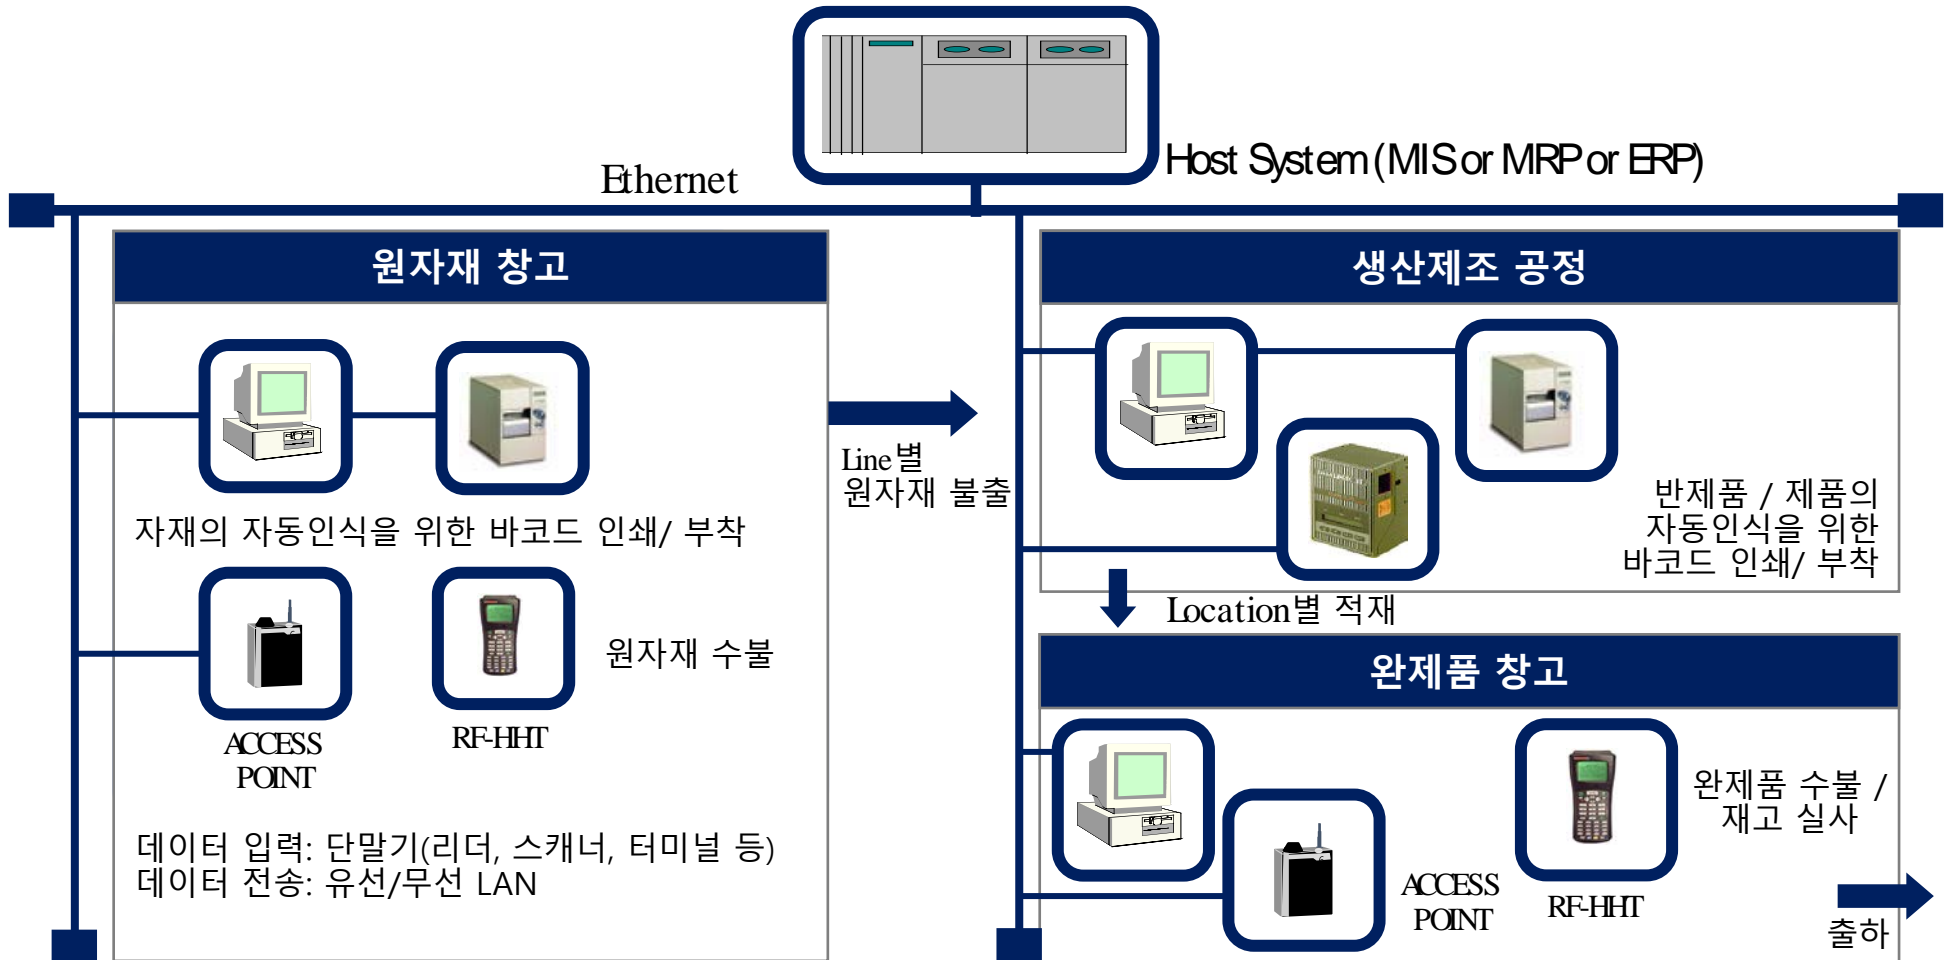 Host System (MIS or MRP or ERP)
Ethernet
원자재 창고
자재의 자동인식을 위한 바코드 인쇄/ 부착
원자재 수불
ACCESS
POINT
RF-HHT
데이터 입력: 단말기(리더, 스캐너, 터미널 등)
데이터 전송: 유선/무선 LAN
Line별
원자재 불출
생산제조 공정
반제품 / 제품의
자동인식을 위한
바코드 인쇄/ 부착
Location별 적재
완제품 창고
완제품 수불 /
재고 실사
ACCESS
POINT
RF-HHT
출하